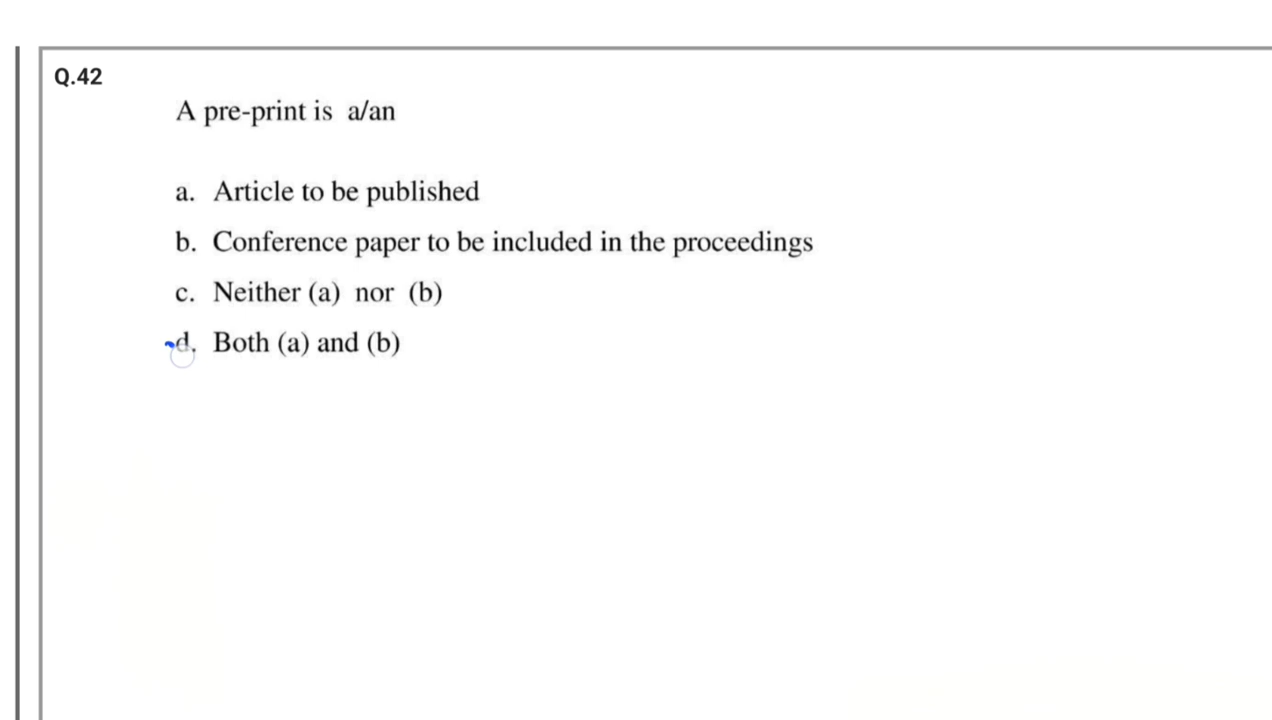 Q.42
A pre-print is a/an
a. Article to be published
b. Conference paper to be included in the proceedings
c. Neither (a) nor (b)
d. Both (a) and (b)